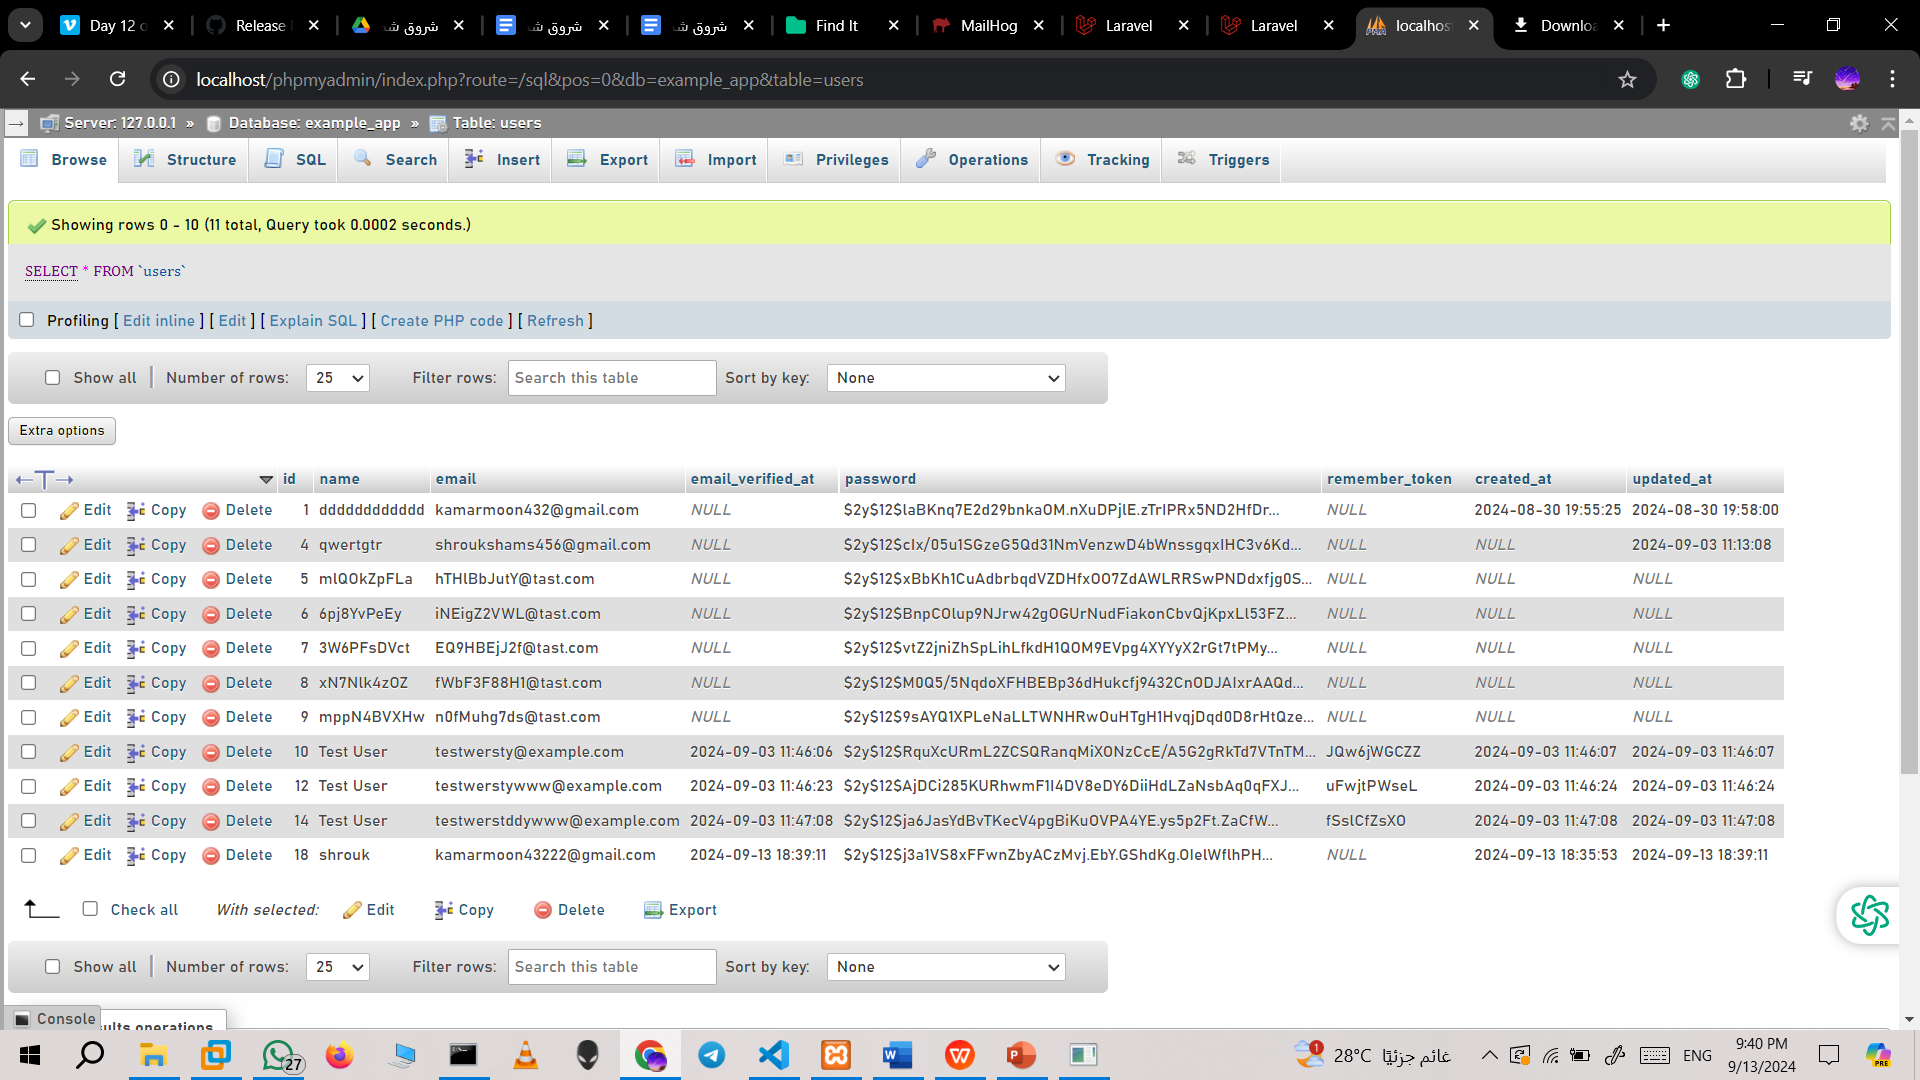 Day 12 o
Release
شروق شـ
شروق شـ
شروق شـ
Find It
MailHog
Laravel
Laravel
localhos
Downloa
localhost/phpmyadmin/index.php?route=/sql&pos=0&db=example_app&table=users
Server: 127.0.0.1 » Database: example_app » Table: users
Browse Structure SQL Search Insert Export Import Privileges Operations Tracking Triggers
Showing rows 0 - 10 (11 total, Query took 0.0002 seconds.)
SELECT * FROM `users`
Profiling [ Edit inline ] [ Edit ] [ Explain SQL ] [ Create PHP code ] [ Refresh ]
Show all Number of rows: 25 Filter rows: Search this table Sort by key: None
Extra options
id name email email_verified_at password remember_token created_at updated_at
Edit Copy Delete 1 dddddddddddd kamarmoon432@gmail.com NULL $2y$12$laBKnq7E2d29bnkaOM.nXuDPjlE.zTrIPRx5ND2HfDr... NULL 2024-08-30 19:55:25 2024-08-30 19:58:00
Edit Copy Delete 4 qwertgtr shroukshams456@gmail.com NULL $2y$12$cIx/05u1SGzeG5Qd31NmVenzwD4bWnssgqxIHC3v6Kd... NULL NULL 2024-09-03 11:13:08
Edit Copy Delete 5 mlQOkZpFLa hTHlBbJutY@tast.com NULL $2y$12$xBbKh1CuAdbrbqdVZDHfxOO7ZdAWLRRSwPNDdxfjg0S... NULL NULL NULL
Edit Copy Delete 6 6pj8YvPeEy iNEigZ2VWL@tast.com NULL $2y$12$BnpCOlup9NJrw42gOGUrNudFiakonCbvQjKpxLl53FZ... NULL NULL NULL
Edit Copy Delete 7 3W6PFsDVct EQ9HBEjJ2f@tast.com NULL $2y$12$vtZ2jniZhSpLihLfkdH1QOM9EVpg4XYYyX2rGt7tPMy... NULL NULL NULL
Edit Copy Delete 8 xN7Nlk4zOZ fWbF3F88H1@tast.com NULL $2y$12$M0Q5/5NqdoXFHBEBp36dHukcfj9432CnODJAIxrAAQd... NULL NULL NULL
Edit Copy Delete 9 mppN4BVXHw n0fMuhg7ds@tast.com NULL $2y$12$9sAYQ1XPLeNaLLTWNHRwOuHTgH1HvqjDqd0D8rHtQze... NULL NULL NULL
Edit Copy Delete 10 Test User testwersty@example.com 2024-09-03 11:46:06 $2y$12$RquXcURmL2ZCSQRanqMiXONzCcE/A5G2gRkTd7VTnTM... JQw6jWGCZZ 2024-09-03 11:46:07 2024-09-03 11:46:07
Edit Copy Delete 12 Test User testwerstywww@example.com 2024-09-03 11:46:23 $2y$12$AjDCi285KURhwmF1I4DV8eDY6DiiHdLZaNsbAq0qFXJ... uFwjtPWseL 2024-09-03 11:46:24 2024-09-03 11:46:24
Edit Copy Delete 14 Test User testwerstddywww@example.com 2024-09-03 11:47:08 $2y$12$ja6JasYdBvTKecV4pgBiKuOVPA4YE.ys5p2Ft.ZaCfW... fSslCfZsXO 2024-09-03 11:47:08 2024-09-03 11:47:08
Edit Copy Delete 18 shrouk kamarmoon43222@gmail.com 2024-09-13 18:39:11 $2y$12$j3a1VS8xFFwnZbyACzMvj.EbY.GShdKg.OIelWflhPH... NULL 2024-09-13 18:35:53 2024-09-13 18:39:11
Check all With selected: Edit Copy Delete Export
Show all Number of rows: 25 Filter rows: Search this table Sort by key: None
Console
ults operations
27
1
28°C غائم جزئيًا
ENG
9:40 PM
9/13/2024
PRE